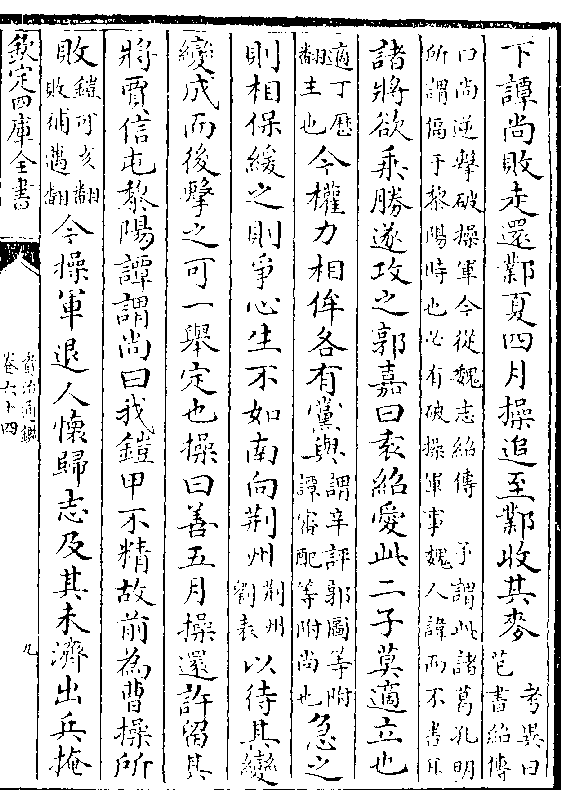 下譚尚敗走還鄴夏四月操追至鄴收其麥考異曰范書紹傳
曰尚逆擊破操軍今從魏志紹傳　予謂此諸葛孔明所謂偪于黎陽時也必有破操軍事魏人諱而不書耳
諸將欲乘勝遂攻之郭嘉曰袁紹愛此二子莫適立也
適丁歷翻主也今權力相侔各有黨與謂辛評郭圖等附譚審配等附尚也急之
則相保緩之則爭心生不如南向荆州荆州劉表以待其變
變成而後擊之可一舉定也操曰善五月操還許留其
將賈信屯黎陽譚謂尚曰我鎧甲不精故前為曹操所
敗鎧可亥翻敗補邁翻今操軍退人懷歸志及其未濟出兵掩
欽定四庫全書
資治通鑑
卷六十四
九